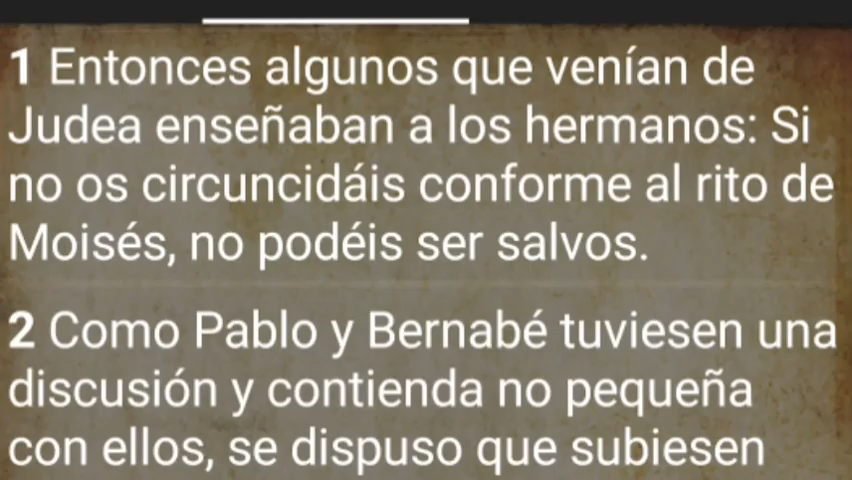 1 Entonces algunos que venían de
Judea enseñaban a los hermanos: Si
no os circuncidáis conforme al rito de
Moisés, no podéis ser salvos.
2 Como Pablo y Bernabé tuviesen una
discusión y contienda no pequeña
con ellos, se dispuso que subiesen